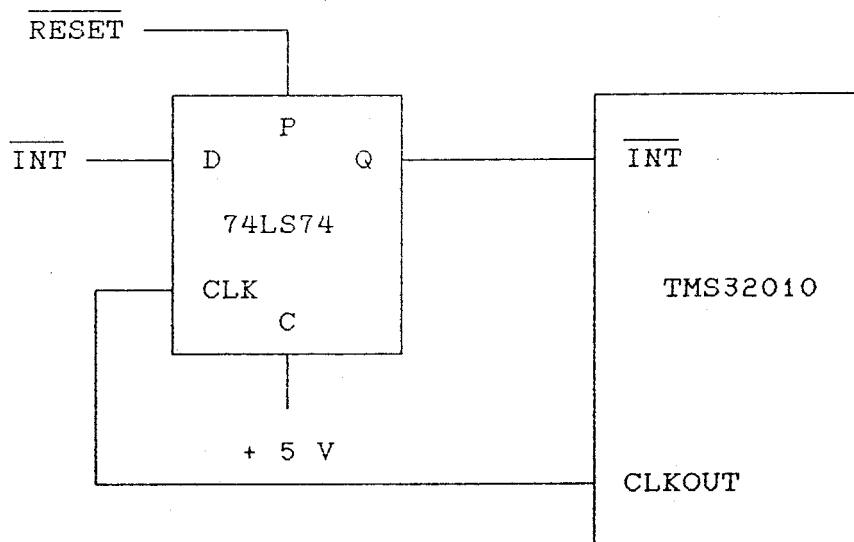 RESET
P
INT
D
Q
INT
74LS74
CLK
TMS32010
C
+ 5 V
CLKOUT